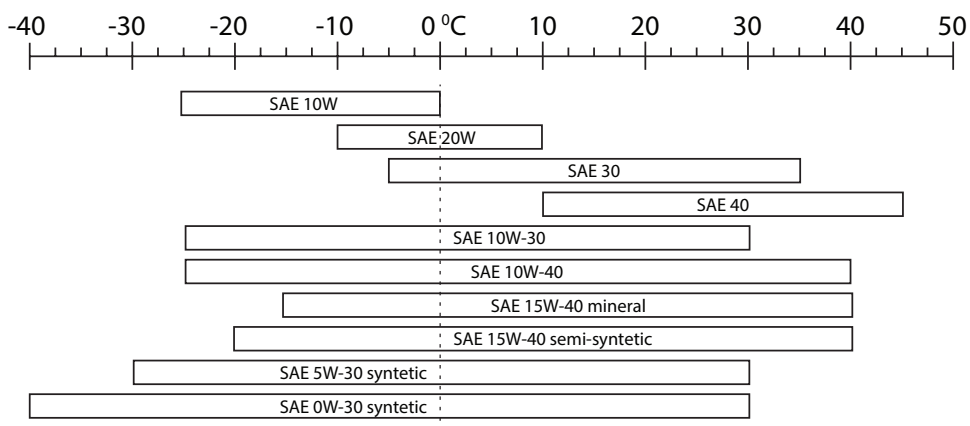 -40 -30 -20 -10 0 ⁰C 10 20 30 40 50
SAE 10W
SAE 20W
SAE 30
SAE 40
SAE 10W-30
SAE 10W-40
SAE 15W-40 mineral
SAE 15W-40 semi-syntetic
SAE 5W-30 syntetic
SAE 0W-30 syntetic